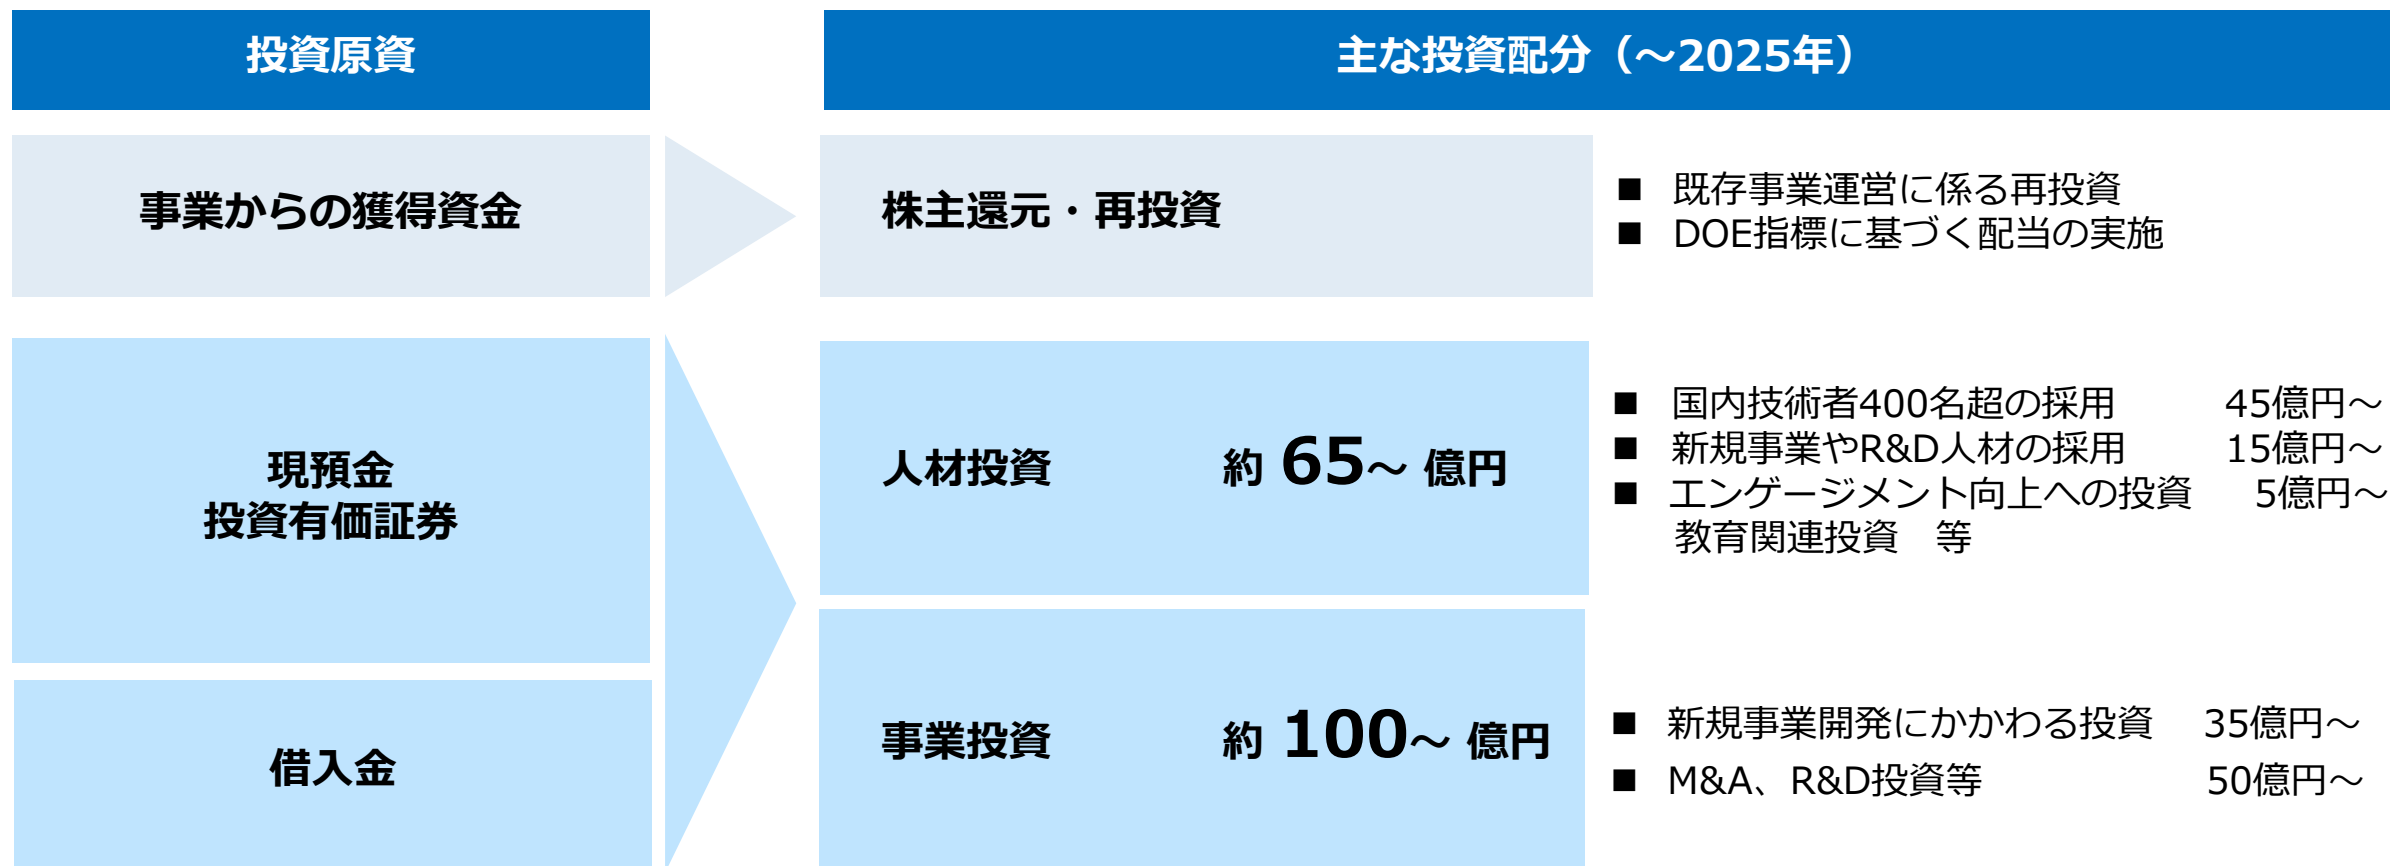 投資原資
主な投資配分（～2025年）
事業からの獲得資金
株主還元・再投資
■ 既存事業運営に係る再投資
■ DOE指標に基づく配当の実施
現預金
投資有価証券
人材投資 約 65～ 億円
■ 国内技術者400名超の採用 45億円～
■ 新規事業やR&D人材の採用 15億円～
■ エンゲージメント向上への投資 5億円～
教育関連投資 等
借入金
事業投資 約 100～ 億円
■ 新規事業開発にかかわる投資 35億円～
■ M&A、R&D投資等 50億円～